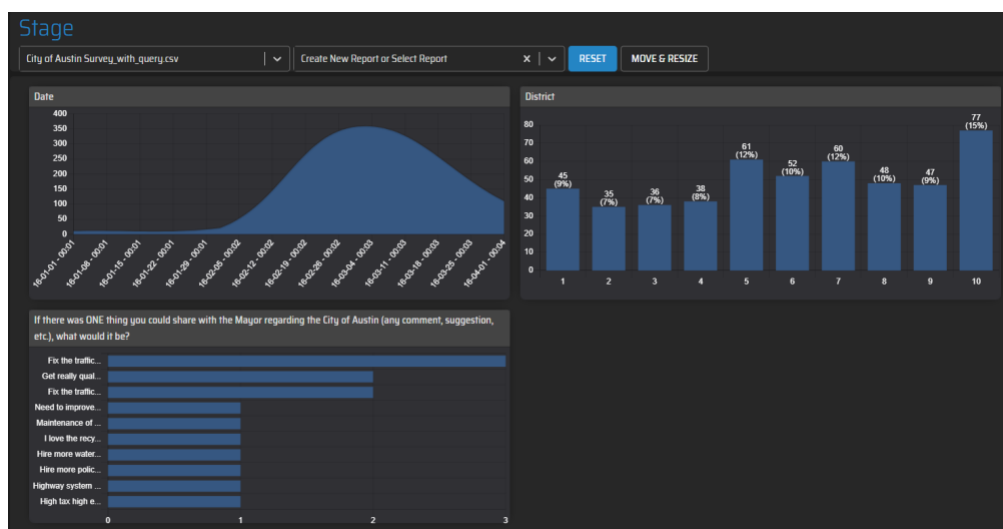 Stage
City of Austin Survey_with_query.csv
Create New Report or Select Report
RESET
MOVE & RESIZE
Date
400
350
300
250
200
150
100
50
0
16-01-01 - 00:01
16-01-08 - 00:01
16-01-15 - 00:01
16-01-22 - 00:01
16-01-29 - 00:01
16-02-05 - 00:02
16-02-12 - 00:02
16-02-19 - 00:02
16-02-26 - 00:02
16-03-04 - 00:03
16-03-11 - 00:03
16-03-18 - 00:03
16-03-25 - 00:03
16-04-01 - 00:04
District
80
70
60
50
40
30
20
10
0
45
(9%)
35
(7%)
36
(7%)
38
(8%)
61
(12%)
52
(10%)
60
(12%)
48
(10%)
47
(9%)
77
(15%)
1 2 3 4 5 6 7 8 9 10
If there was ONE thing you could share with the Mayor regarding the City of Austin (any comment, suggestion,
etc.), what would it be?
Fix the traffic...
Get really qual...
Fix the traffic...
Need to improve...
Maintenance of ...
I love the recy...
Hire more water...
Hire more polic...
Highway system ...
High tax high e...
0 1 2 3